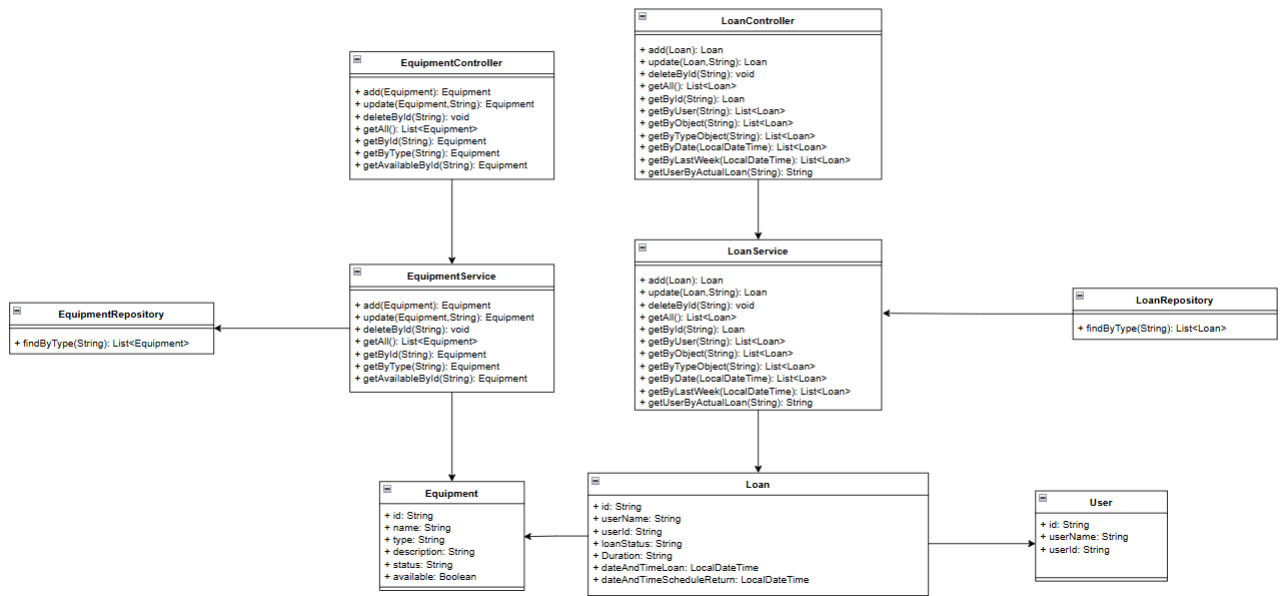 LoanController
+ add(Loan): Loan
+ update(Loan,String): Loan
+ deleteById(String): void
+ getAll(): List<Loan>
+ getById(String): Loan
+ getByUser(String): List<Loan>
+ getByObject(String): List<Loan>
+ getByTypeObject(String): List<Loan>
+ getByDate(LocalDateTime): List<Loan>
+ getByLastWeek(LocalDateTime): List<Loan>
+ getUserByActualLoan(String): String
EquipmentController
+ add(Equipment): Equipment
+ update(Equipment,String): Equipment
+ deleteById(String): void
+ getAll(): List<Equipment>
+ getById(String): Equipment
+ getByType(String): Equipment
+ getAvailableById(String): Equipment
LoanService
+ add(Loan): Loan
+ update(Loan,String): Loan
+ deleteById(String): void
+ getAll(): List<Loan>
+ getById(String): Loan
+ getByUser(String): List<Loan>
+ getByObject(String): List<Loan>
+ getByTypeObject(String): List<Loan>
+ getByDate(LocalDateTime): List<Loan>
+ getByLastWeek(LocalDateTime): List<Loan>
+ getUserByActualLoan(String): String
EquipmentService
+ add(Equipment): Equipment
+ update(Equipment,String): Equipment
+ deleteById(String): void
+ getAll(): List<Equipment>
+ getById(String): Equipment
+ getByType(String): Equipment
+ getAvailableById(String): Equipment
EquipmentRepository
+ findByType(String): List<Equipment>
LoanRepository
+ findByType(String): List<Loan>
Equipment
+ id: String
+ name: String
+ type: String
+ description: String
+ status: String
+ available: Boolean
Loan
+ id: String
+ userName: String
+ userId: String
+ loanStatus: String
+ Duration: String
+ dateAndTimeLoan: LocalDateTime
+ dateAndTimeScheduleReturn: LocalDateTime
User
+ id: String
+ userName: String
+ userId: String